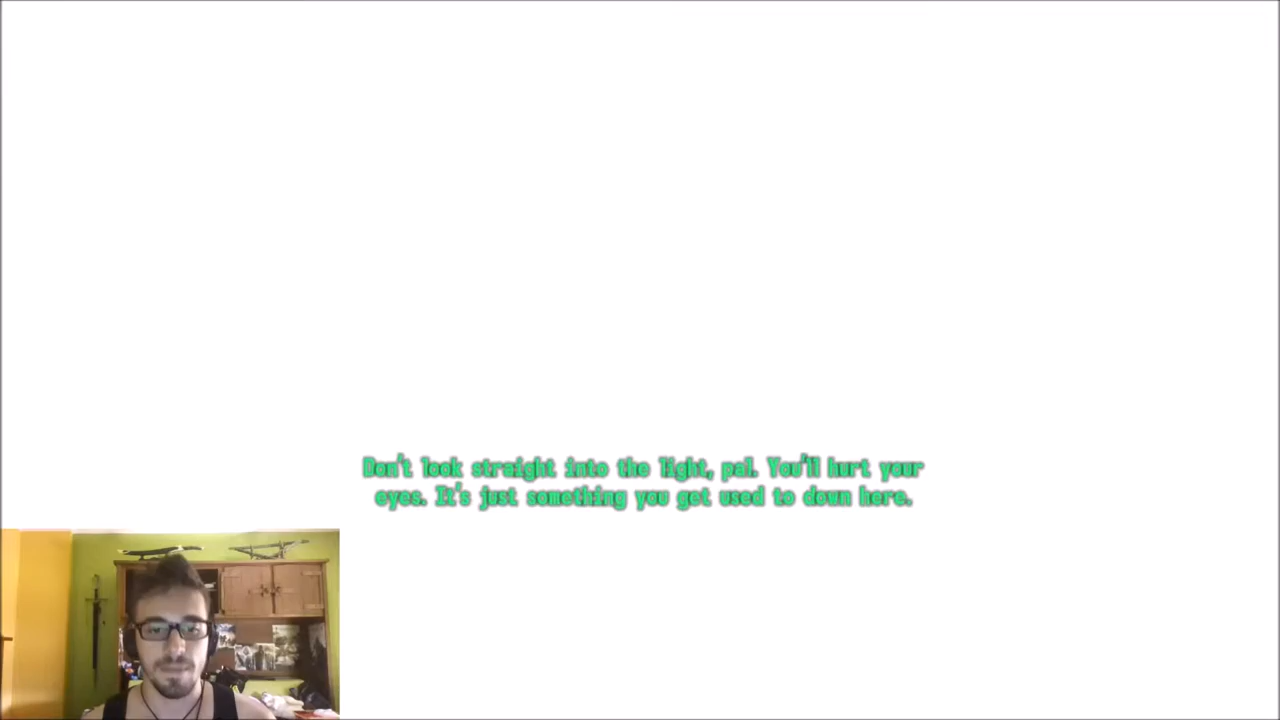 Don't look straight into the light, pal. You'll hurt your
eyes. It's just something you get used to down here.